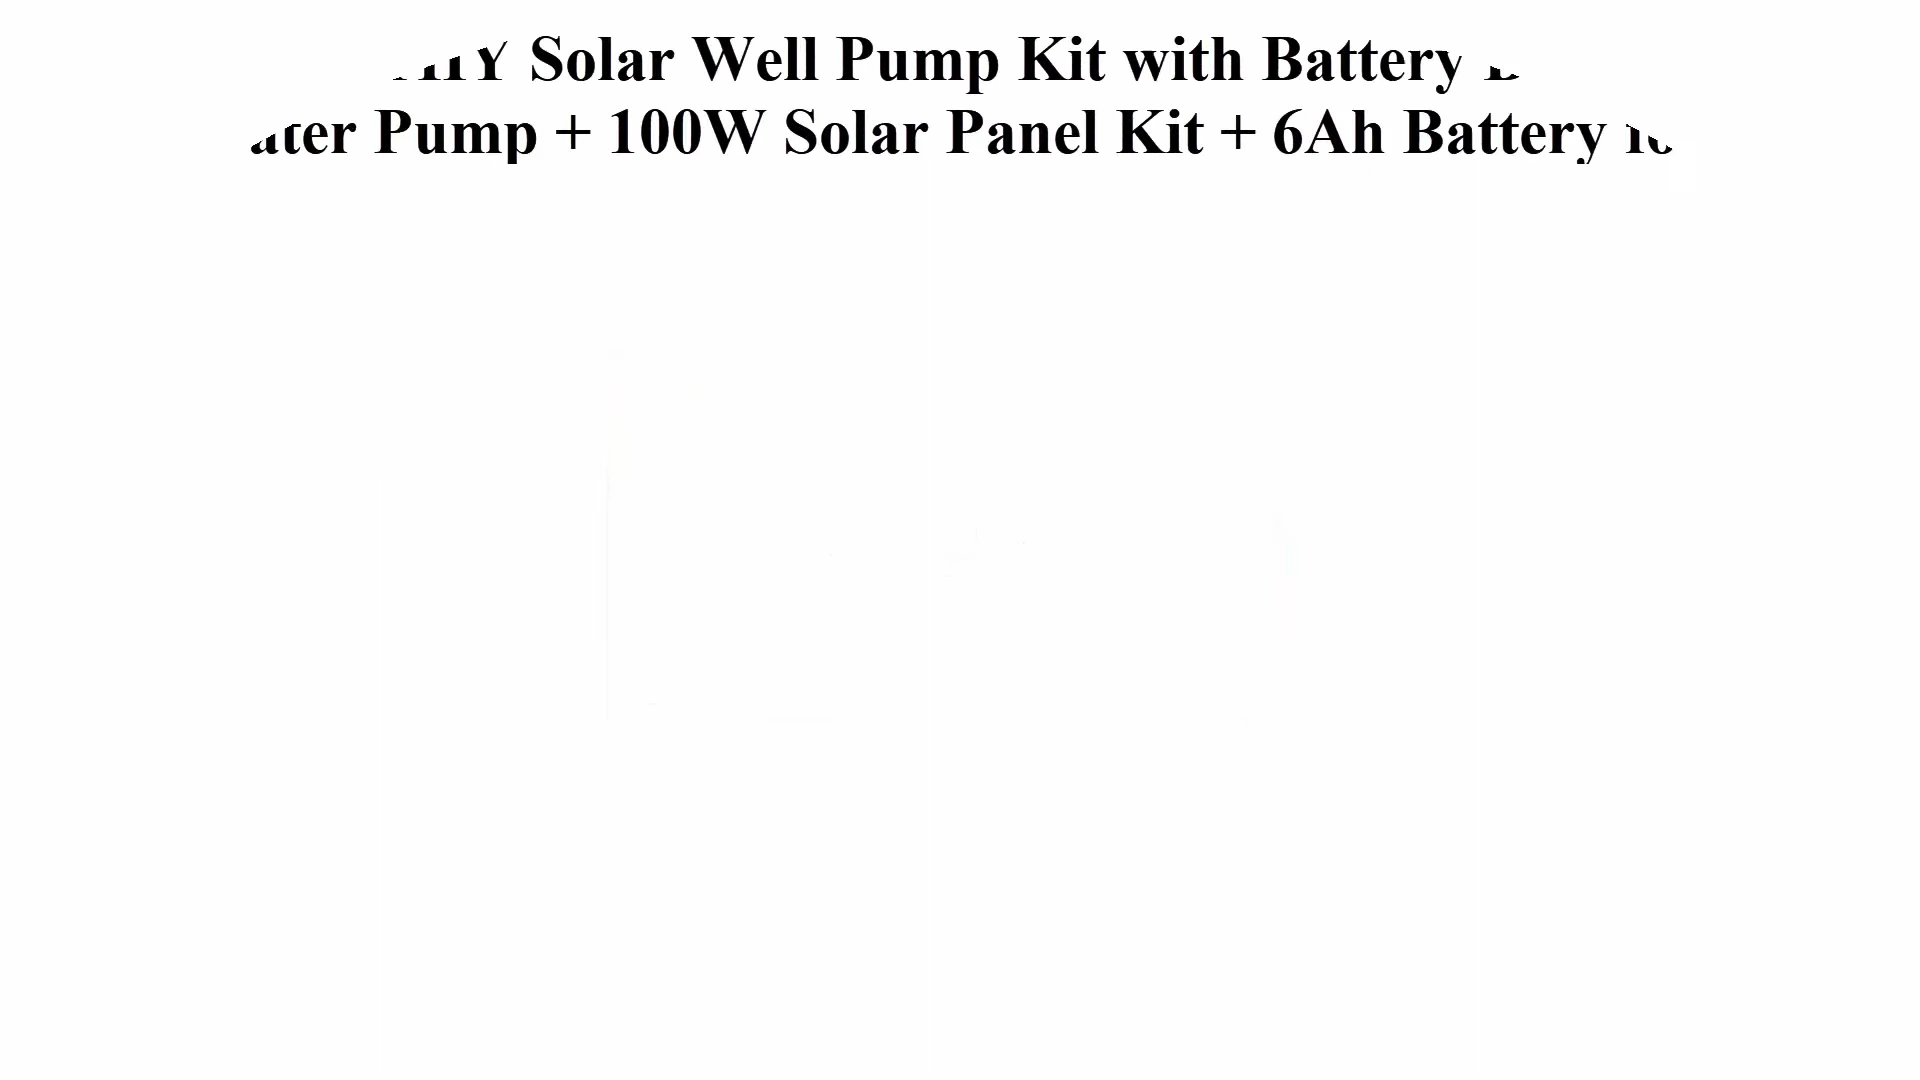 Solar Well Pump Kit with Battery
Pump + 100W Solar Panel Kit + 6Ah Battery